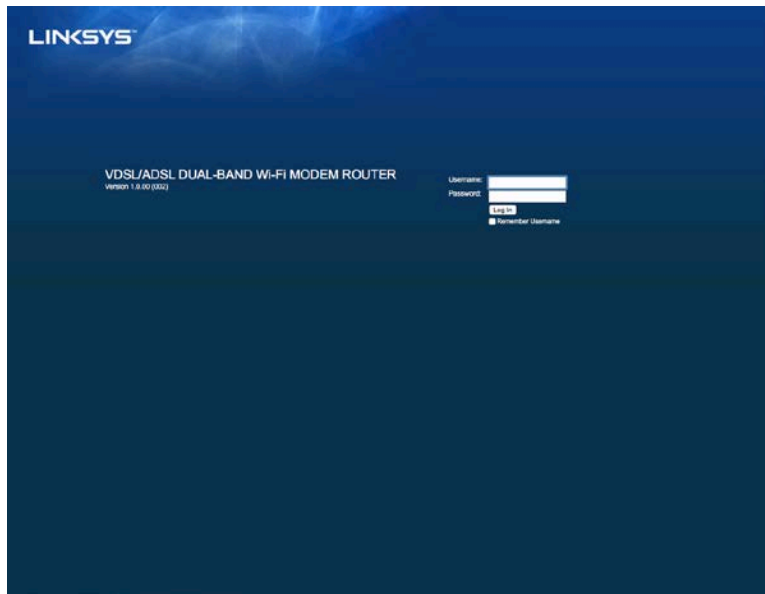 LINKSYS
VDSL/ADSL DUAL-BAND Wi-Fi MODEM ROUTER
Version 1.0.00 (002)
Username:
Password:
Log In
Remember Username